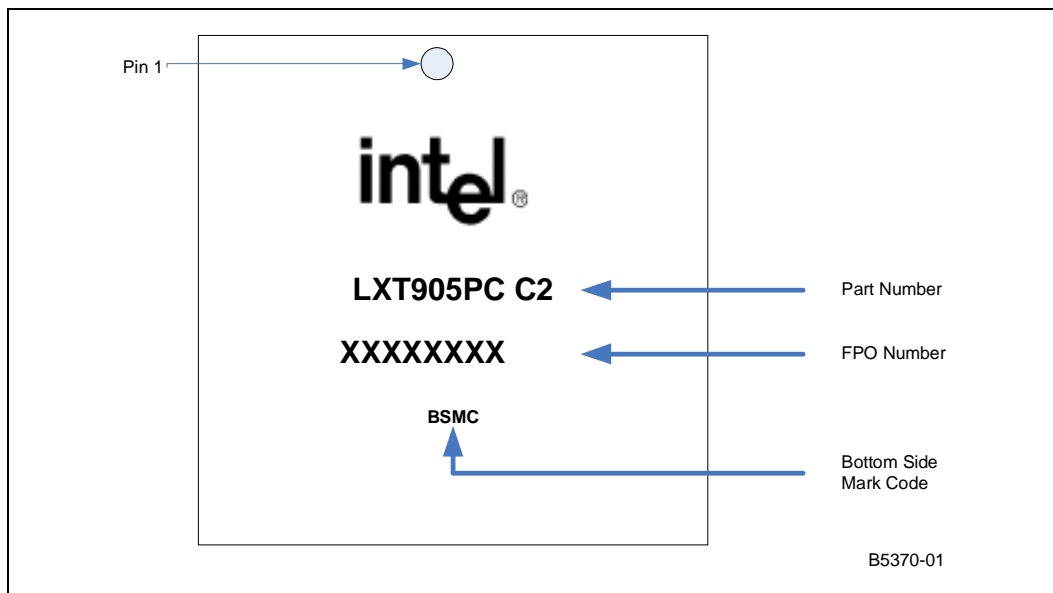 Pin 1
intel®
LXT905PC C2
Part Number
XXXXXXXX
FPO Number
BSMC
Bottom Side
Mark Code
B5370-01